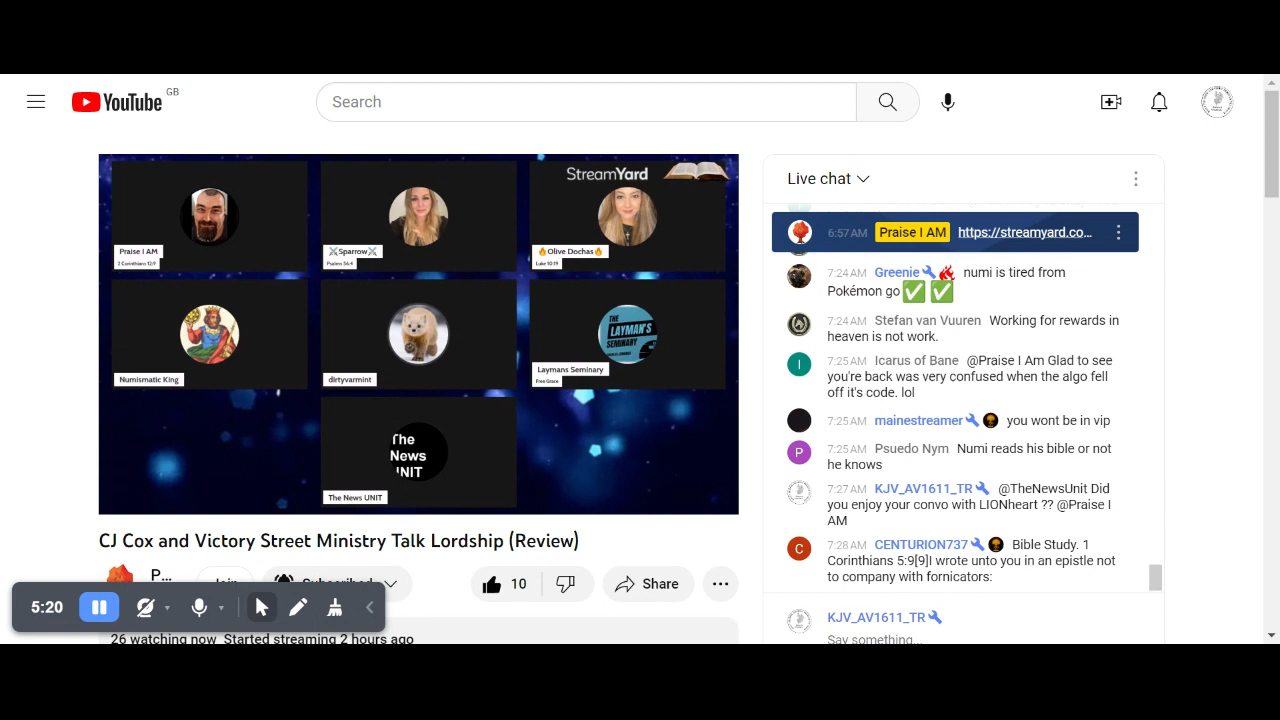 YouTube GB
Search
StreamYard
Praise I AM
2 Corinthians 12:9
⚔️Sparrow⚔️
Psalms 34:4
🔥Olive Dochas🔥
Luke 10:19
Numismatic King
dirtyvarmint
THE
LAYMAN'S
SEMINARY
Laymans Seminary
Free Grace
The
News
UNIT
The News UNIT
CJ Cox and Victory Street Ministry Talk Lordship (Review)
P...
Join
Subscribed
10
Share
5:20
26 watching now Started streaming 2 hours ago
Live chat
6:57 AM Praise I AM https://streamyard.co...
7:24 AM Greenie numi is tired from
Pokémon go ✅ ✅
7:24 AM Stefan van Vuuren Working for rewards in
heaven is not work.
I
7:25 AM Icarus of Bane @Praise I Am Glad to see
you're back was very confused when the algo fell
off it's code. lol
7:25 AM mainestreamer you wont be in vip
P
7:25 AM Psuedo Nym Numi reads his bible or not
he knows
7:27 AM KJV_AV1611_TR @TheNewsUnit Did
you enjoy your convo with LIONheart ?? @Praise I
AM
C
7:28 AM CENTURION737 Bible Study. 1
Corinthians 5:9[9]I wrote unto you in an epistle not
to company with fornicators:
KJV_AV1611_TR
Say something...